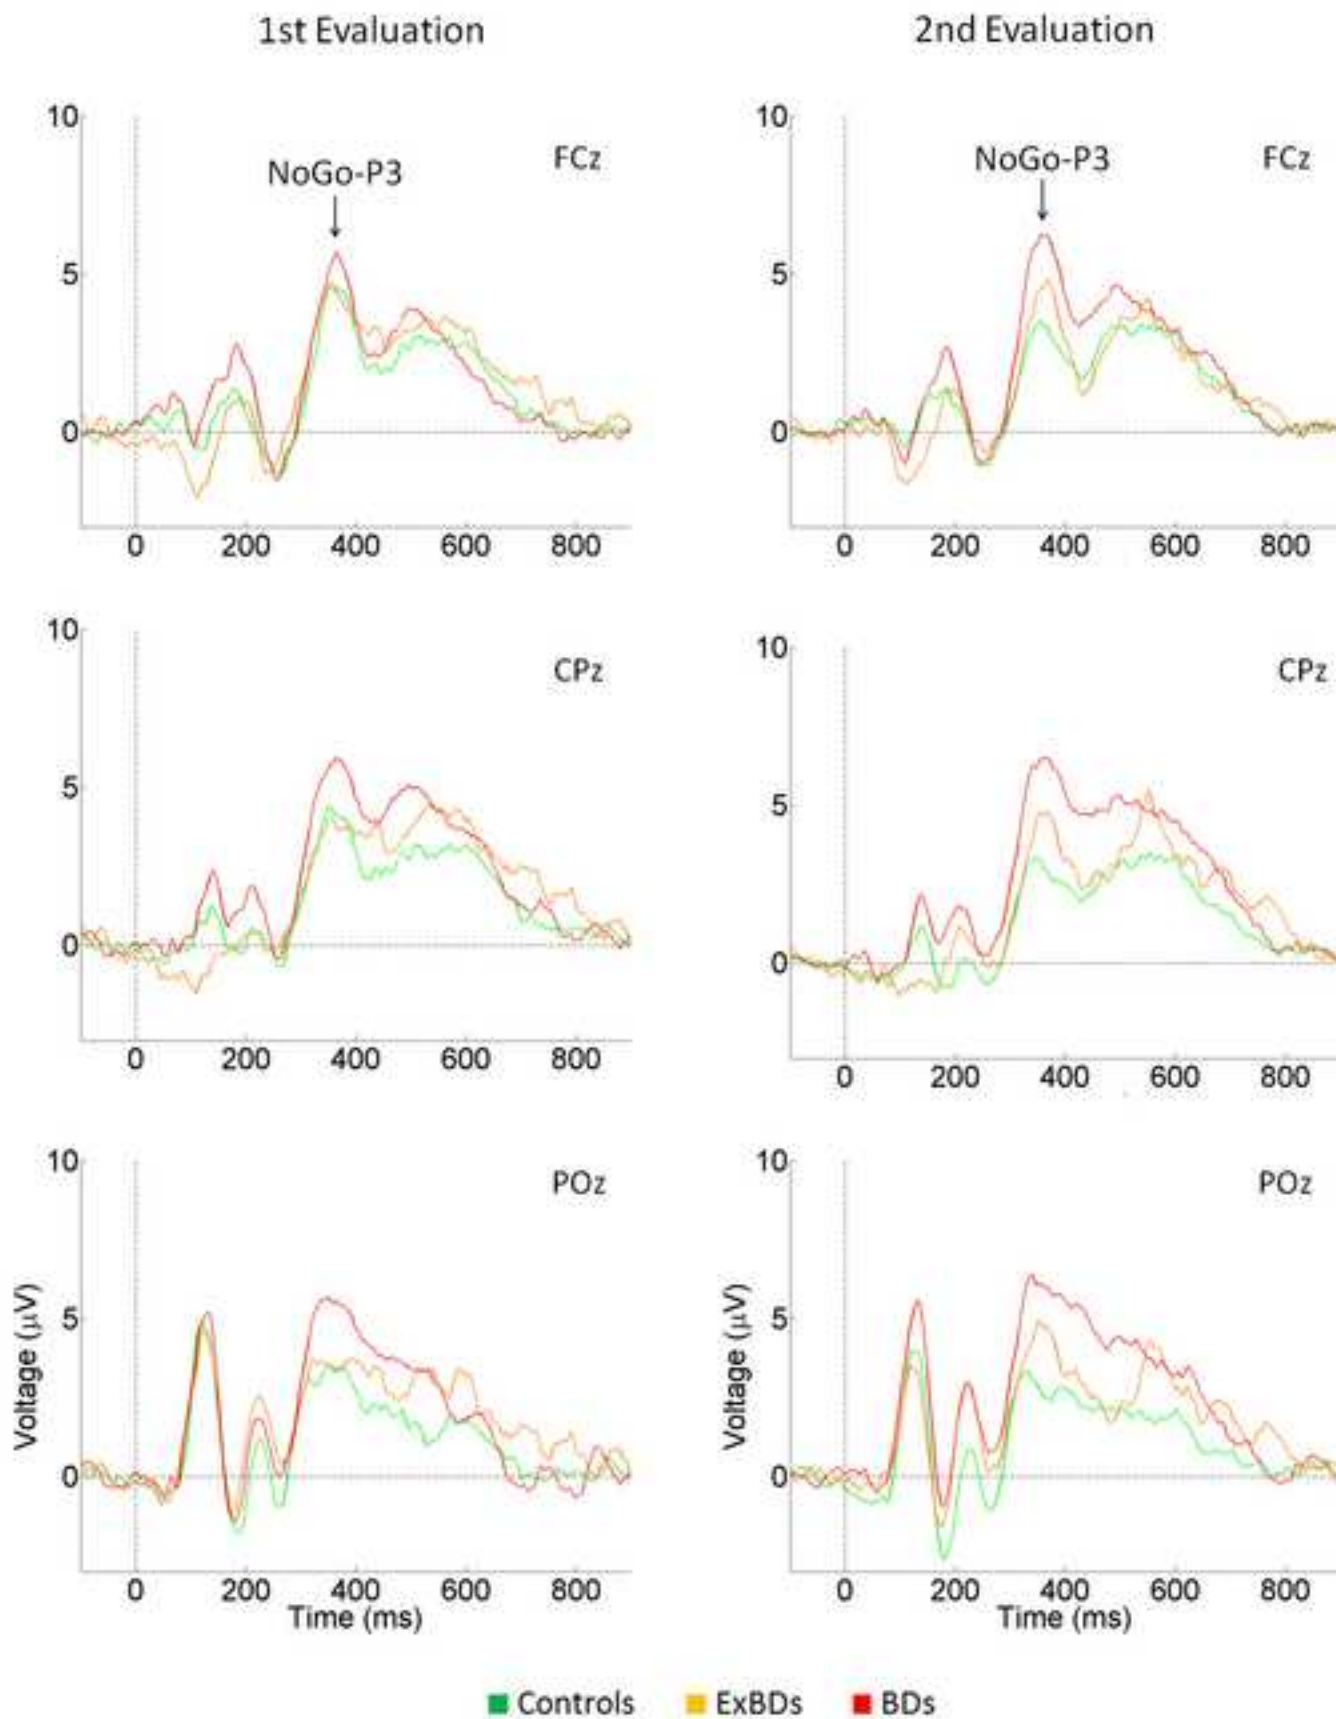 1st Evaluation 2nd Evaluation
10 FCz 10 FCz
NoGo-P3 NoGo-P3
5 5
0 0
0 200 400 600 800 0 200 400 600 800
10 CPz 10 CPz
5 5
0 0
0 200 400 600 800 0 200 400 600 800
10 POz 10 POz
5 5
0 0
Voltage (μV) Voltage (μV)
0 200 400 600 800 0 200 400 600 800
Time (ms) Time (ms)
Controls ExBDs BDs